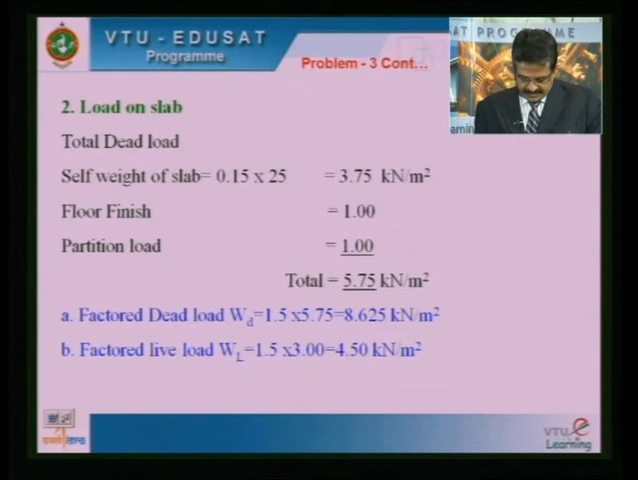 VTU - EDUSAT
Programme
Problem - 3 Cont...
AT PROGRAMME
2. Load on slab
Total Dead load
Self weight of slab= 0.15 x 25 = 3.75 kN/m²
Floor Finish = 1.00
Partition load = 1.00
Total = 5.75 kN/m²
a. Factored Dead load Wd=1.5 x5.75=8.625 kN/m²
b. Factored live load WL=1.5 x3.00=4.50 kN/m²
VTU e
Learning